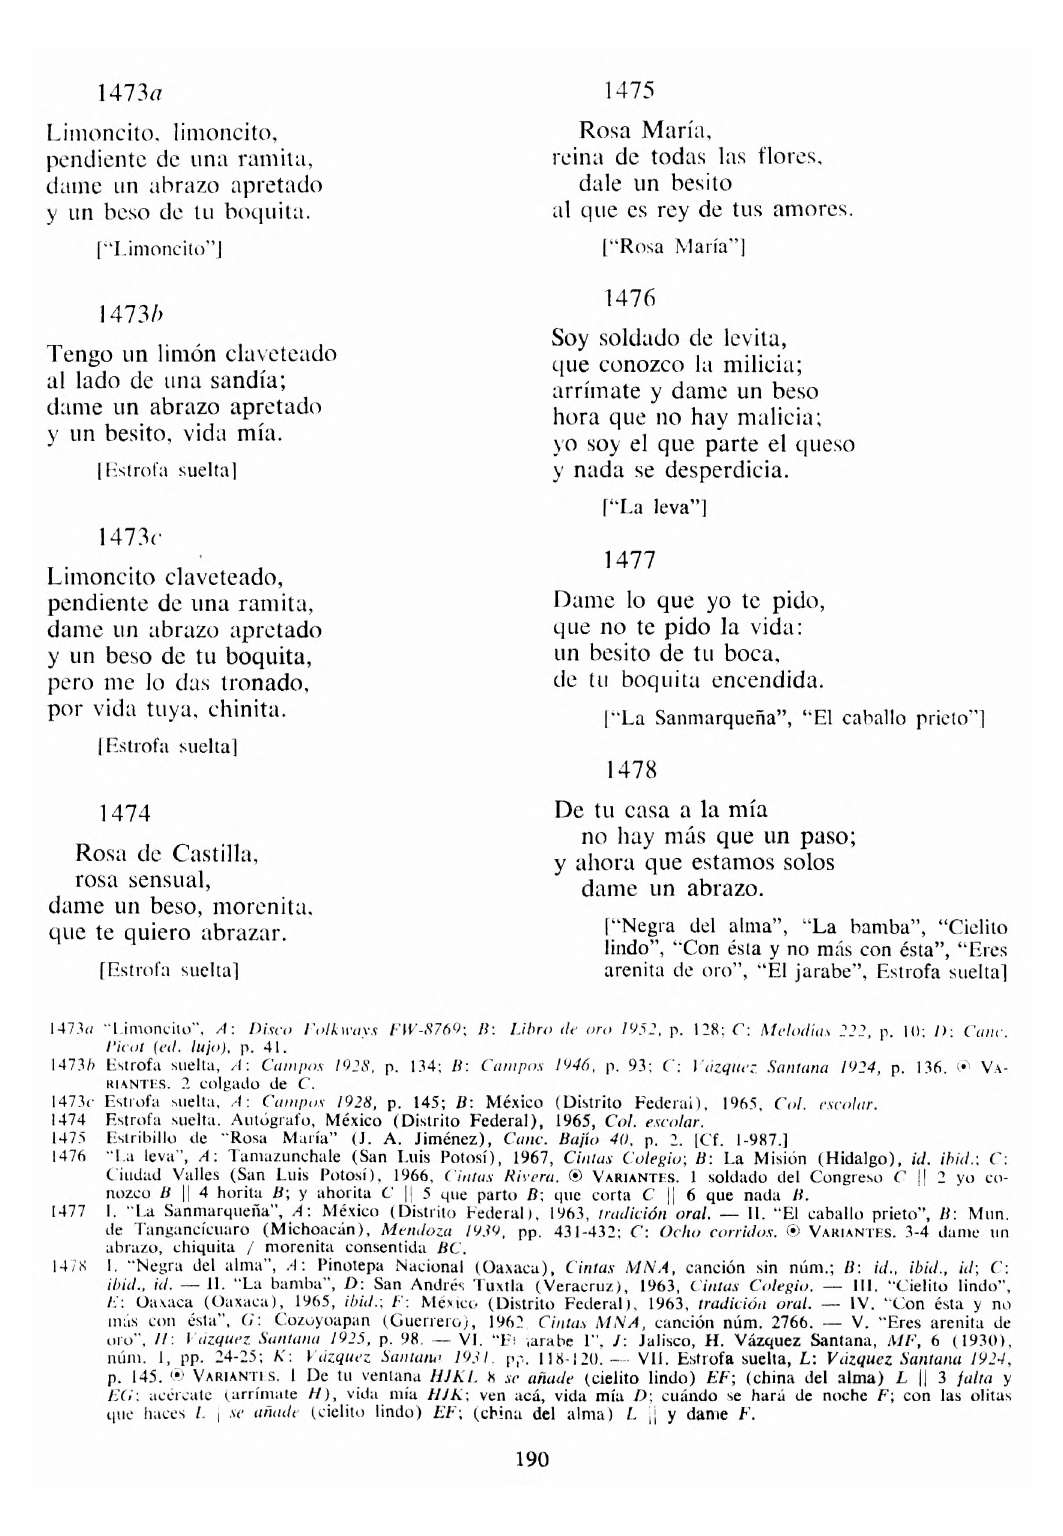 1473a
Limoncito, limoncito,
pendiente de una ramita,
dame un abrazo apretado
y un beso de tu boquita.
[“Limoncito”]
1473b
Tengo un limón claveteado
al lado de una sandía;
dame un abrazo apretado
y un besito, vida mía.
[Estrofa suelta]
1473c
Limoncito claveteado,
pendiente de una ramita,
dame un abrazo apretado
y un beso de tu boquita,
pero me lo das tronado,
por vida tuya, chinita.
[Estrofa suelta]
1474
Rosa de Castilla,
rosa sensual,
dame un beso, morenita,
que te quiero abrazar.
[Estrofa suelta]
1475
Rosa María,
reina de todas las flores,
dale un besito
al que es rey de tus amores.
[“Rosa María”]
1476
Soy soldado de levita,
que conozco la milicia;
arrímate y dame un beso
hora que no hay malicia;
yo soy el que parte el queso
y nada se desperdicia.
[“La leva”]
1477
Dame lo que yo te pido,
que no te pido la vida:
un besito de tu boca,
de tu boquita encendida.
[“La Sanmarqueña”, “El caballo prieto”]
1478
De tu casa a la mía
no hay más que un paso;
y ahora que estamos solos
dame un abrazo.
[“Negra del alma”, “La bamba”, “Cielito
lindo”, “Con ésta y no más con ésta”, “Eres
arenita de oro”, “El jarabe”, Estrofa suelta]
1473a “Limoncito”, A: Disco Folkways FW-8769; B: Libro de oro 1952, p. 128; C: Melodías 222, p. 10; D: Canc.
Picot (ed. lujo), p. 41.
1473b Estrofa suelta, A: Campos 1928, p. 134; B: Campos 1946, p. 93; C: Vázquez Santana 1924, p. 136. ⦿ VA-
RIANTES. 2 colgado de C.
1473c Estrofa suelta, A: Campos 1928, p. 145; B: México (Distrito Federal), 1965, Col. escolar.
1474 Estrofa suelta. Autógrafo, México (Distrito Federal), 1965, Col. escolar.
1475 Estribillo de “Rosa María” (J. A. Jiménez), Canc. Bajío 40, p. 2. [Cf. 1-987.]
1476 “La leva”, A: Tamazunchale (San Luis Potosí), 1967, Cintas Colegio; B: La Misión (Hidalgo), id. ibid.; C:
Ciudad Valles (San Luis Potosí), 1966, Cintas Rivera. ⦿ VARIANTES. 1 soldado del Congreso C || 2 yo co-
nozco B || 4 horita B; y ahorita C || 5 que parto B; que corta C || 6 que nada B.
1477 I. “La Sanmarqueña”, A: México (Distrito Federal), 1963, tradición oral. — II. “El caballo prieto”, B: Mun.
de Tangancícuaro (Michoacán), Mendoza 1939, pp. 431-432; C: Ocho corridos. ⦿ VARIANTES. 3-4 dame un
abrazo, chiquita / morenita consentida BC.
1478 I. “Negra del alma”, A: Pinotepa Nacional (Oaxaca), Cintas MNA, canción sin núm.; B: id., ibid., id; C:
ibid., id. — II. “La bamba”, D: San Andrés Tuxtla (Veracruz), 1963, Cintas Colegio. — III. “Cielito lindo”,
E: Oaxaca (Oaxaca), 1965, ibid.; F: México (Distrito Federal), 1963, tradición oral. — IV. “Con ésta y no
más con ésta”, G: Cozoyoapan (Guerrero), 1962 Cintas MNA, canción núm. 2766. — V. “Eres arenita de
oro”, H: Vázquez Santana 1925, p. 98. — VI. “El jarabe I”, J: Jalisco, H. Vázquez Santana, MF, 6 (1930),
núm. 1, pp. 24-25; K: Vázquez Santana 1931, pp. 118-120. — VII. Estrofa suelta, L: Vázquez Santana 1924,
p. 145. ⦿ VARIANTES. 1 De tu ventana HJKL se añade (cielito lindo) EF; (china del alma) L || 3 falta y
EG; acércate (arrímate H), vida mía HJK; ven acá, vida mía D; cuándo se hará de noche F; con las olitas
que haces L se añade (cielito lindo) EF; (china del alma) L || y dame F.
190